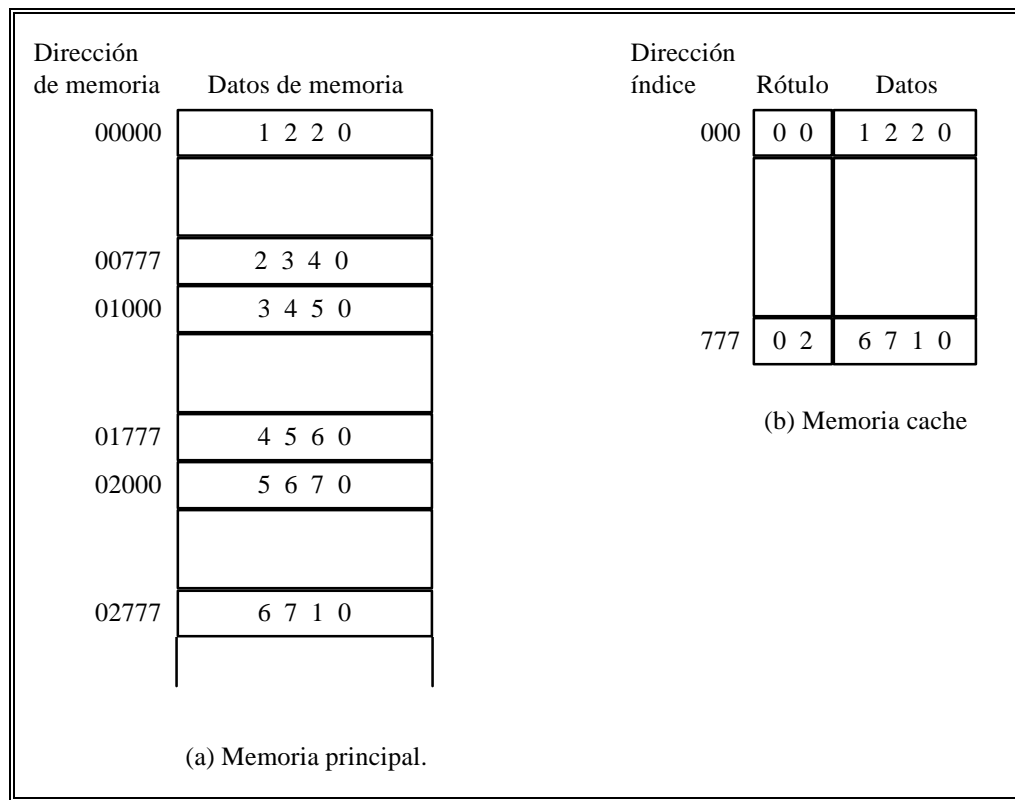 Dirección
de memoria Datos de memoria
00000 1 2 2 0
00777 2 3 4 0
01000 3 4 5 0
01777 4 5 6 0
02000 5 6 7 0
02777 6 7 1 0
(a) Memoria principal.
Dirección
índice Rótulo Datos
000 0 0 1 2 2 0
777 0 2 6 7 1 0
(b) Memoria cache